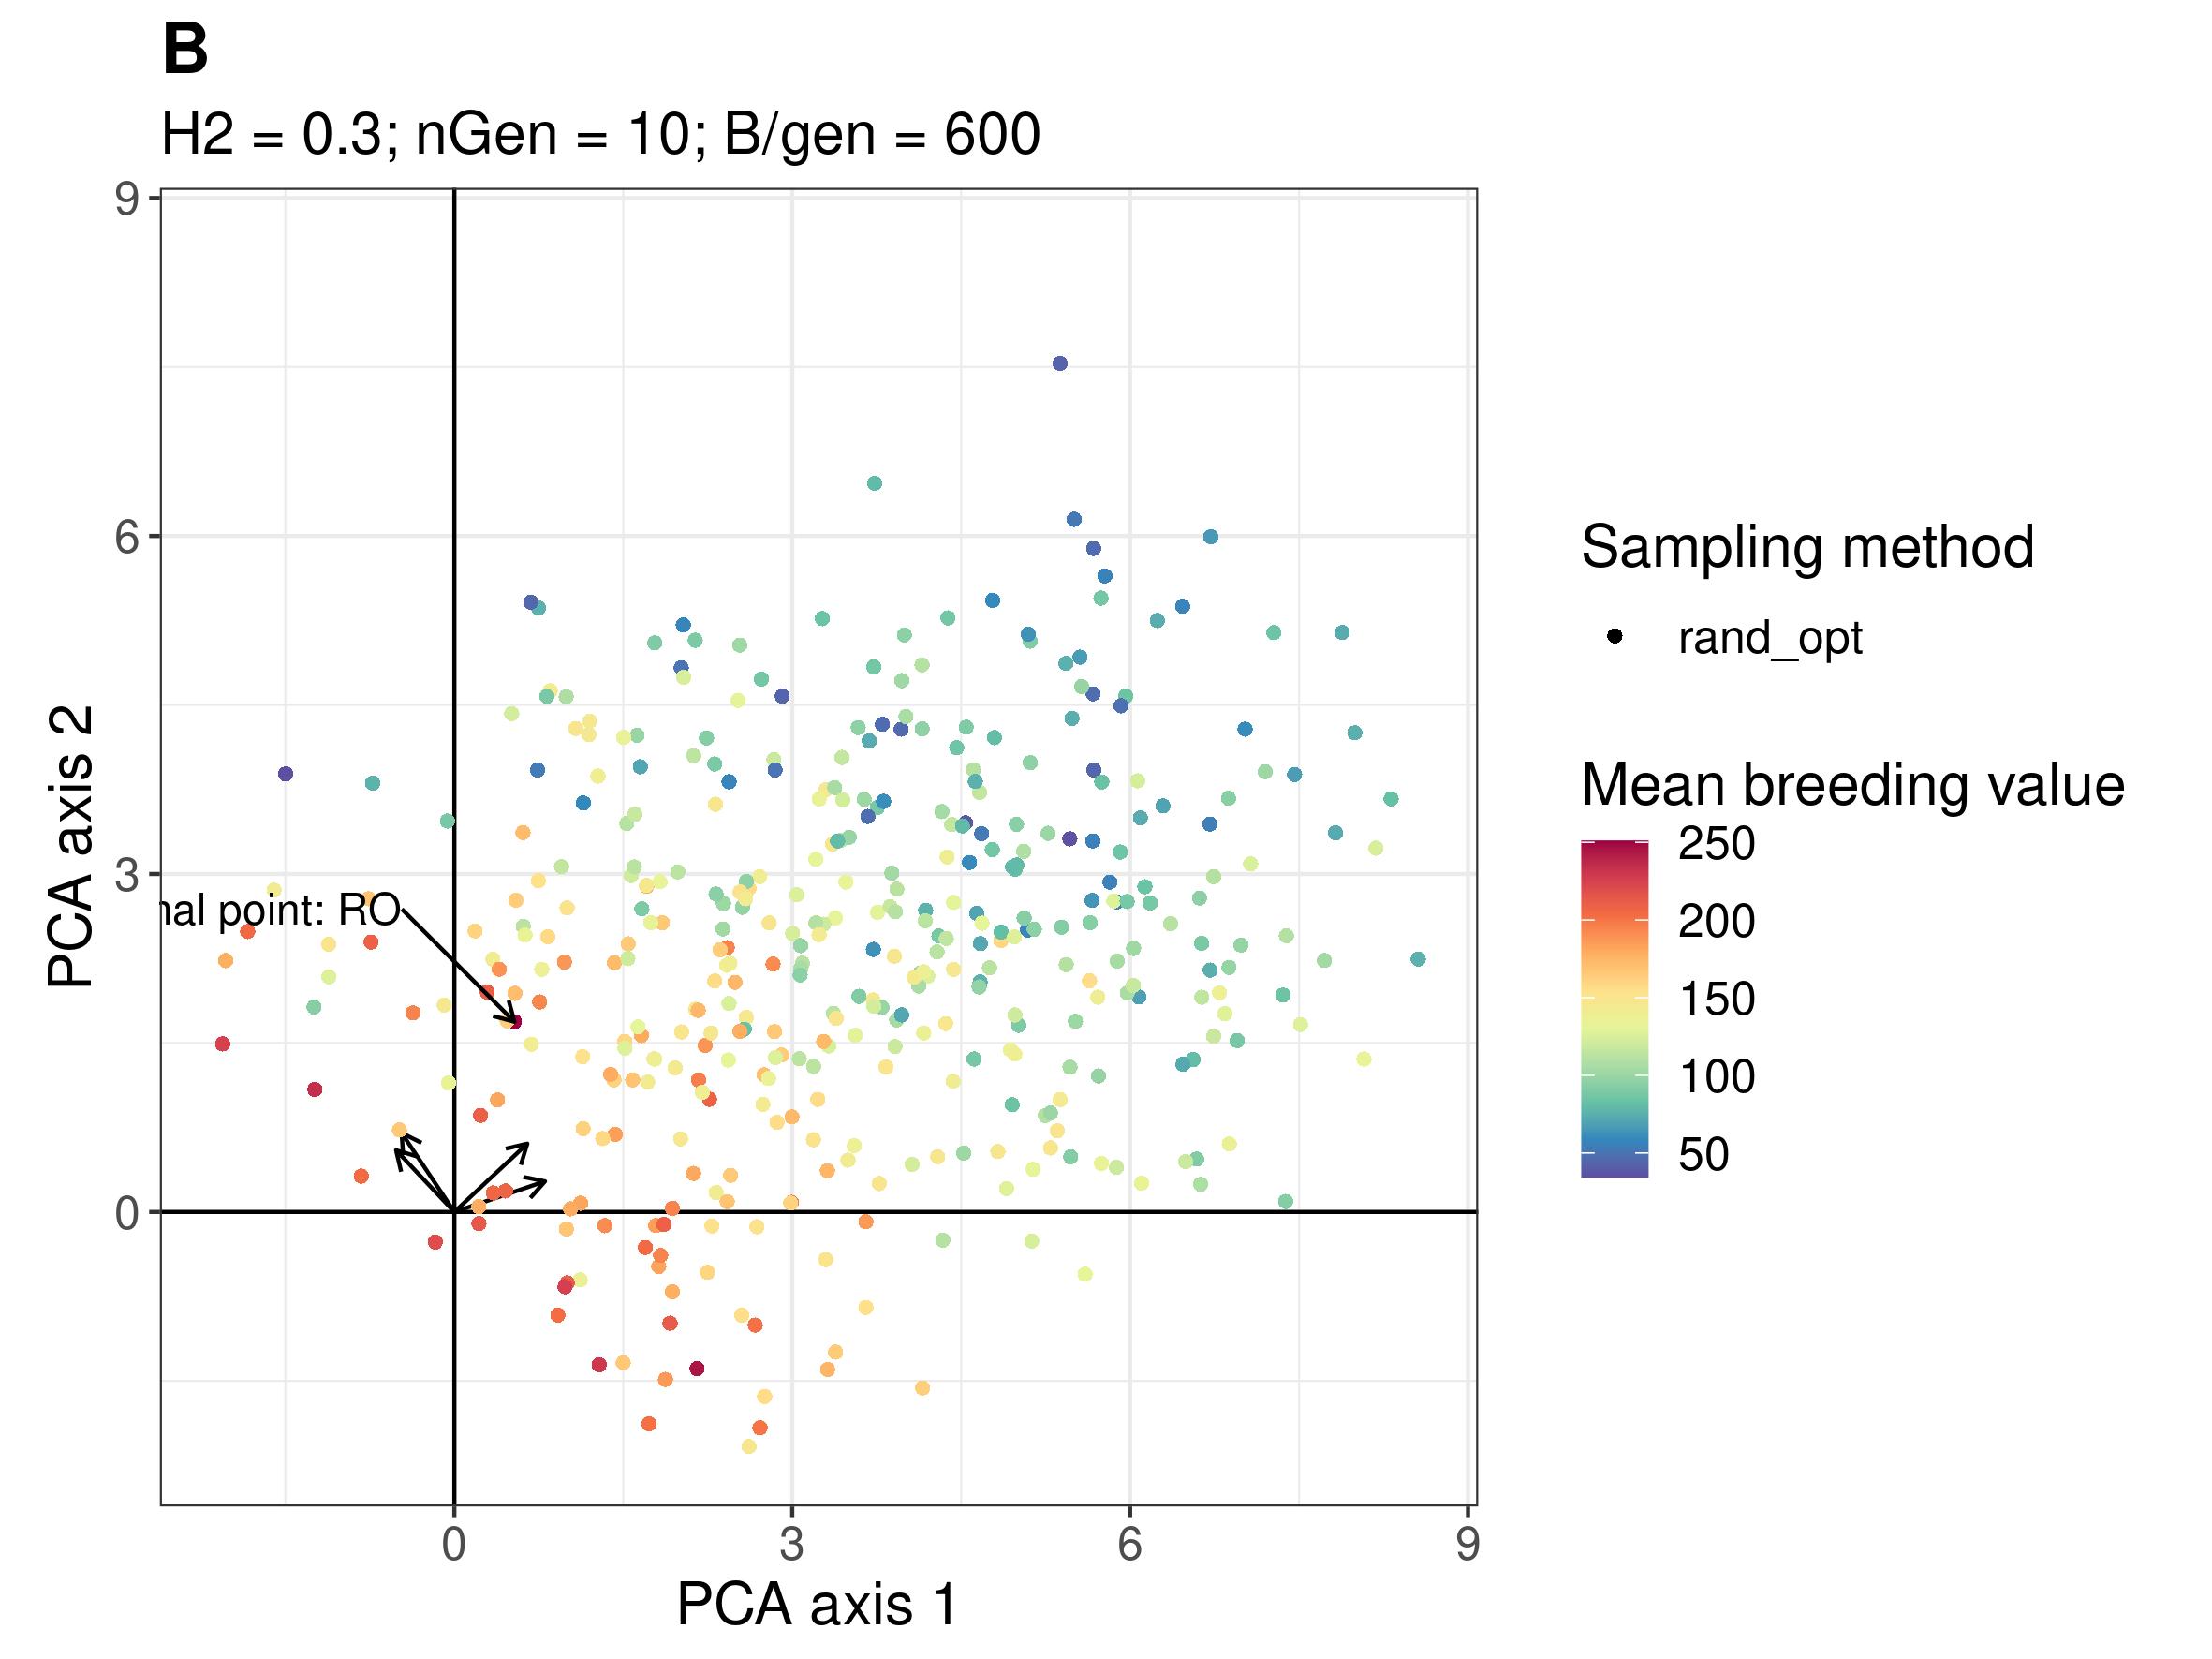 B
H2 = 0.3; nGen = 10; B/gen = 600
9
6
3
0
PCA axis 2
point: RO
0
3
6
9
PCA axis 1
Sampling method
rand_opt
Mean breeding value
250
200
150
100
50